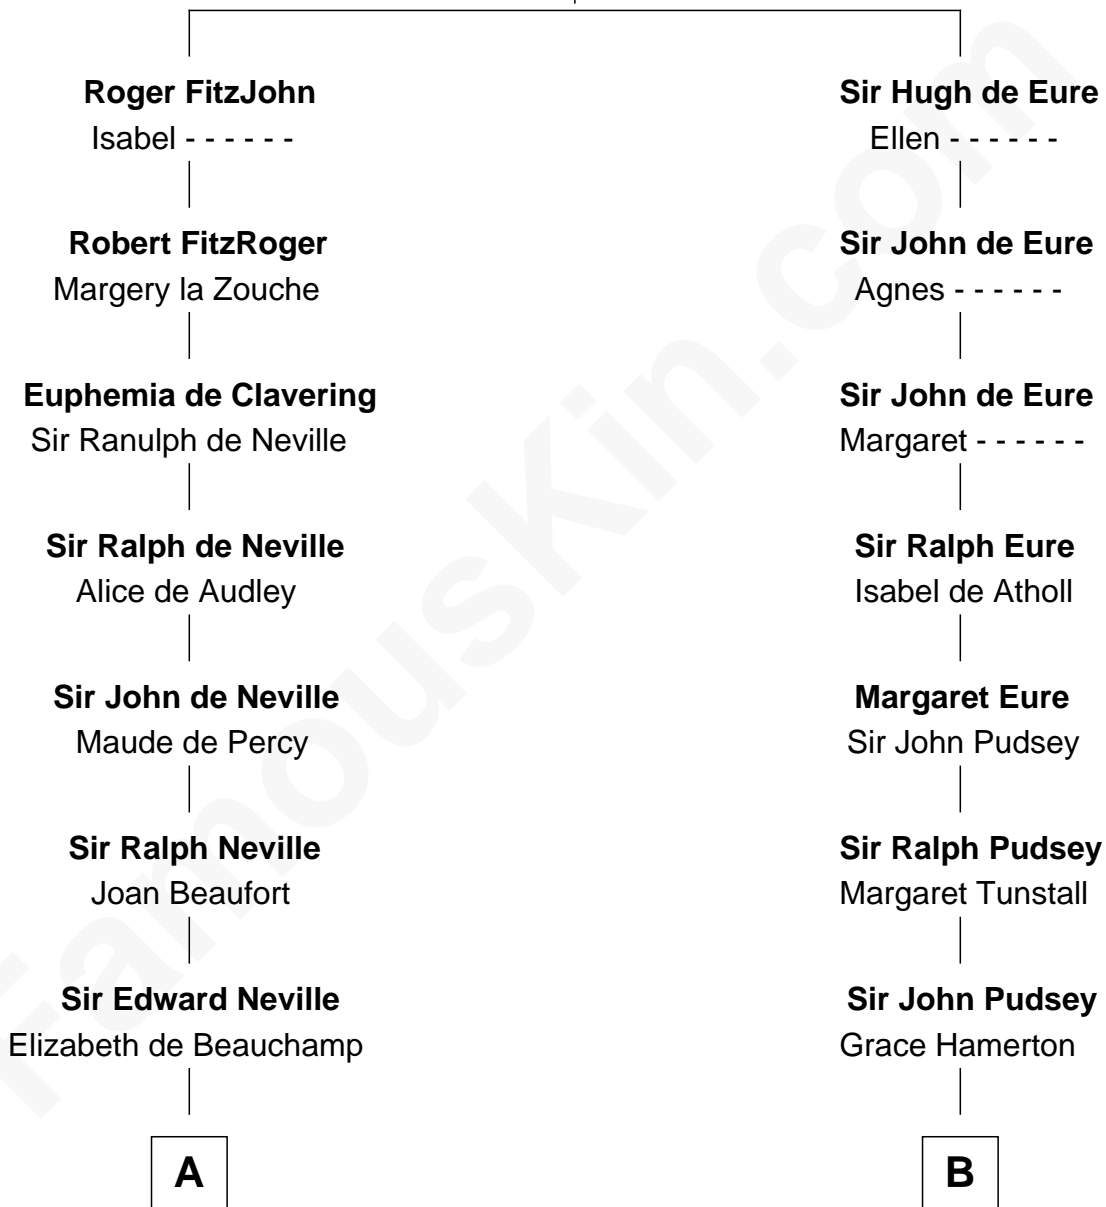 Roger FitzJohn
Isabel - - - - - -
Robert FitzRoger
Margery la Zouche
Euphemia de Clavering
Sir Ranulph de Neville
Sir Ralph de Neville
Alice de Audley
Sir John de Neville
Maude de Percy
Sir Ralph Neville
Joan Beaufort
Sir Edward Neville
Elizabeth de Beauchamp
A
Sir Hugh de Eure
Ellen - - - - - -
Sir John de Eure
Agnes - - - - - -
Sir John de Eure
Margaret - - - - - -
Sir Ralph Eure
Isabel de Atholl
Margaret Eure
Sir John Pudsey
Sir Ralph Pudsey
Margaret Tunstall
Sir John Pudsey
Grace Hamerton
B
FamousKin.com